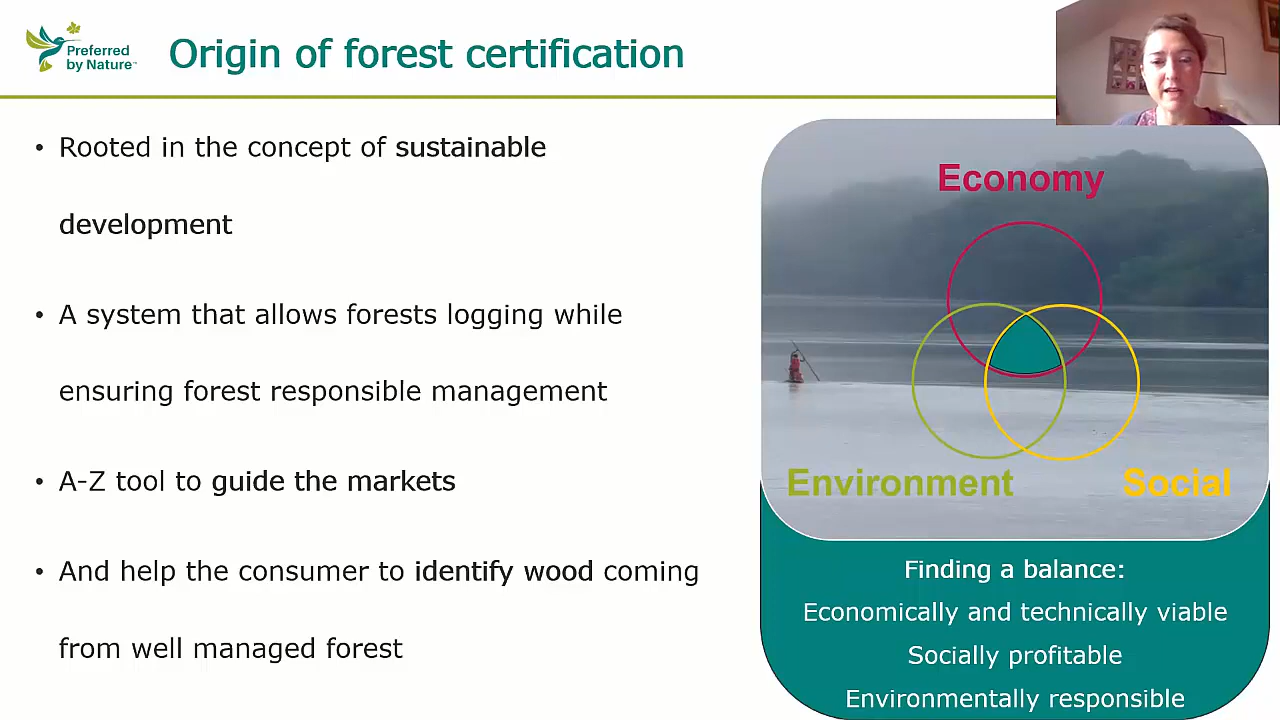 Preferred
by Nature™
Origin of forest certification
• Rooted in the concept of sustainable
development
• A system that allows forests logging while
ensuring forest responsible management
• A-Z tool to guide the markets
• And help the consumer to identify wood coming
from well managed forest
Economy
Environment
Social
Finding a balance:
Economically and technically viable
Socially profitable
Environmentally responsible